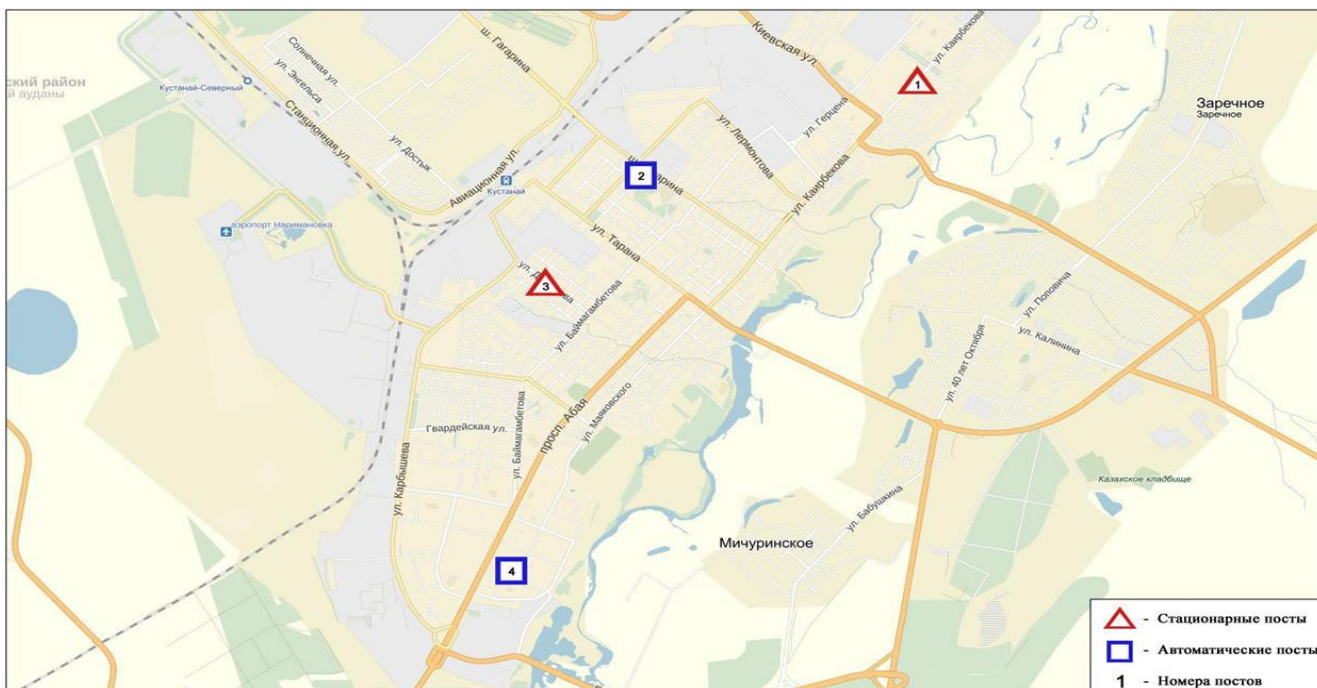 ский район
й ауданы
Кустанай-Северный
Солнечная ул.
ул. Энгельса
Станционная ул.
ул. Достык
ш. Гагарина
Авиационная ул.
Кустанай
аэропорт Наримановка
Киевская ул.
ул. Каирбекова
1
ул. Герцена
ул. Лермонтова
Заречное
Заречное
2
ул. Каирбекова
ул. Тарана
3
ул. Баймагамбетова
ул. Поповича
ул. Калинина
ул. 40 лет Октября
просп. Абая
ул. Маяковского
Гвардейская ул.
ул. Баймагамбетова
ул. Карбышева
Казахское кладбище
ул. Бабушкина
Мичуринское
4
- Стационарные посты
- Автоматические посты
1 - Номера постов